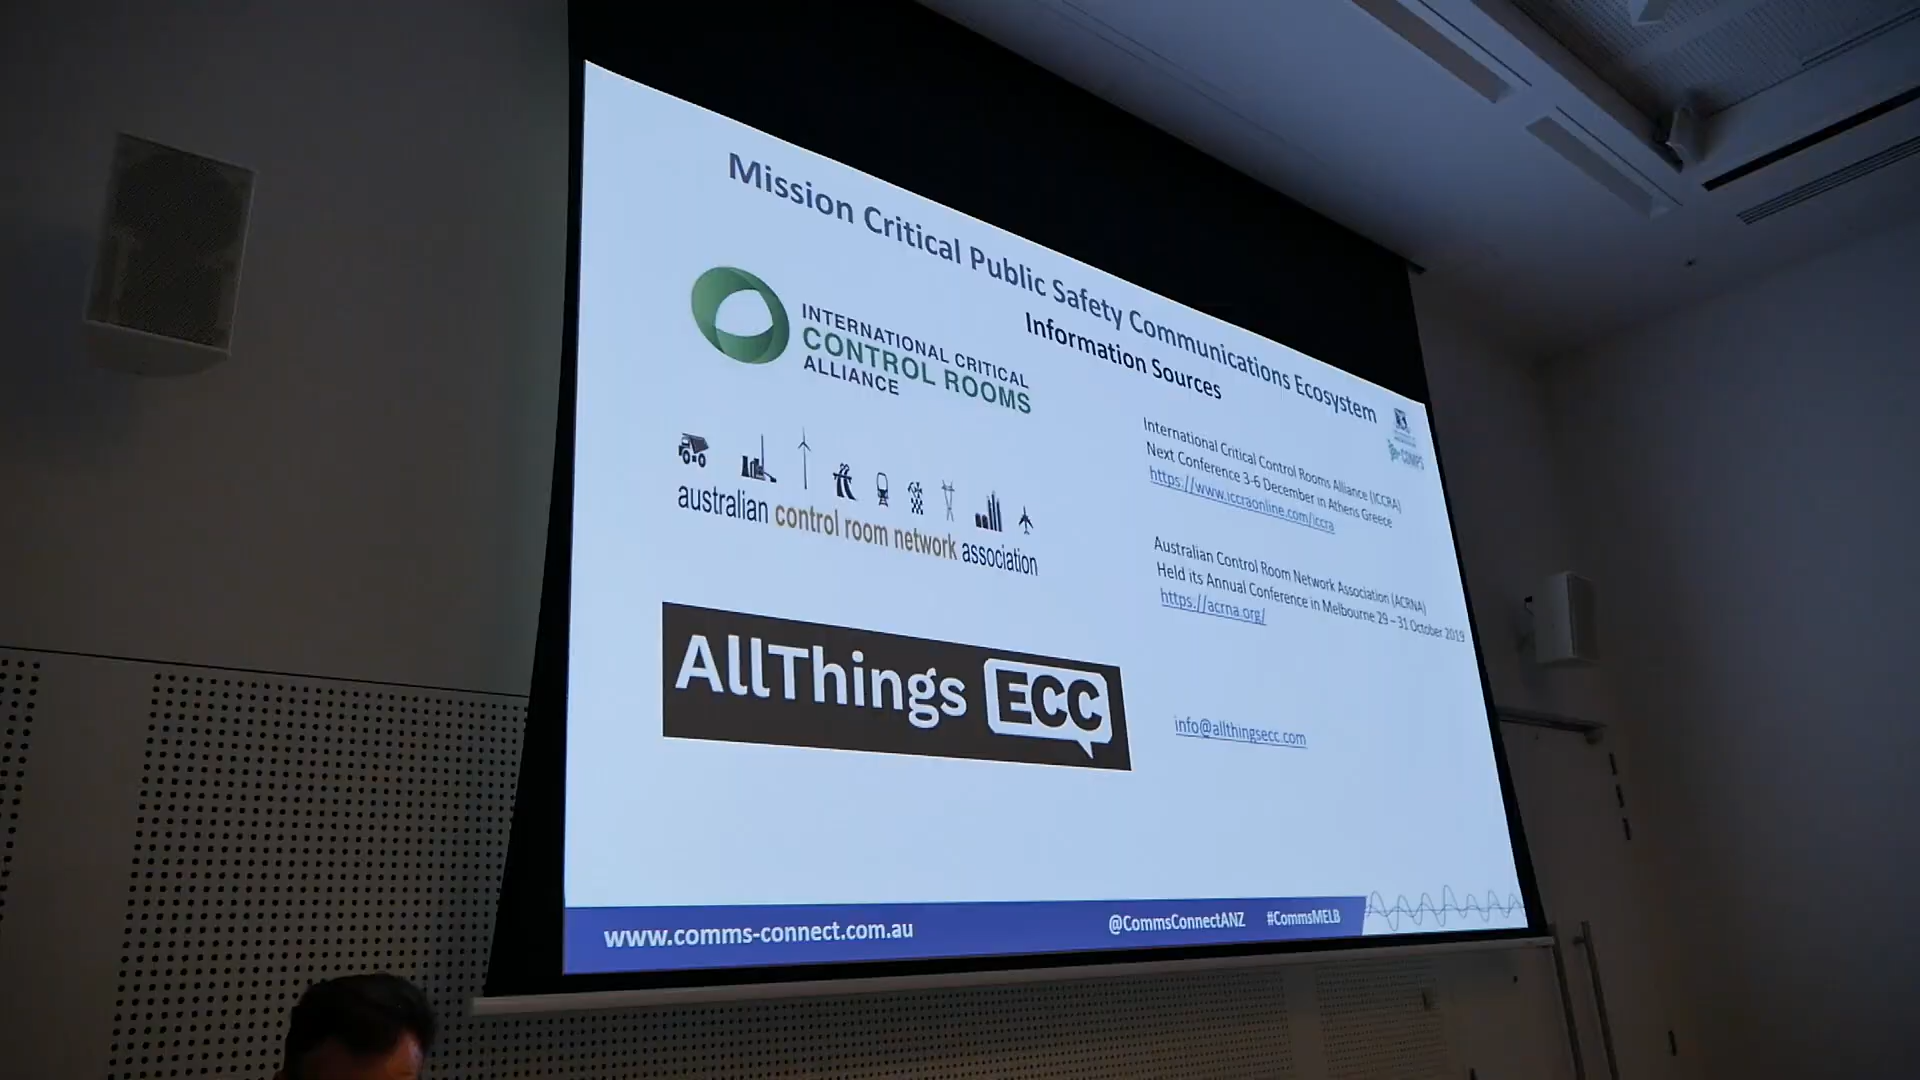 Mission Critical Public Safety Communications Ecosystem
Information Sources
INTERNATIONAL CRITICAL
CONTROL ROOMS
ALLIANCE
International Critical Control Rooms Alliance (ICCRA)
Next Conference 3-6 December in Athens Greece
https://www.iccraonline.com/iccra
australian control room network association
Australian Control Room Network Association (ACRNA)
Held its Annual Conference in Melbourne 29 – 31 October 2019
https://acrna.org/
AllThings ECC
info@allthingsecc.com
www.comms-connect.com.au
@CommsConnectANZ #CommsMELB